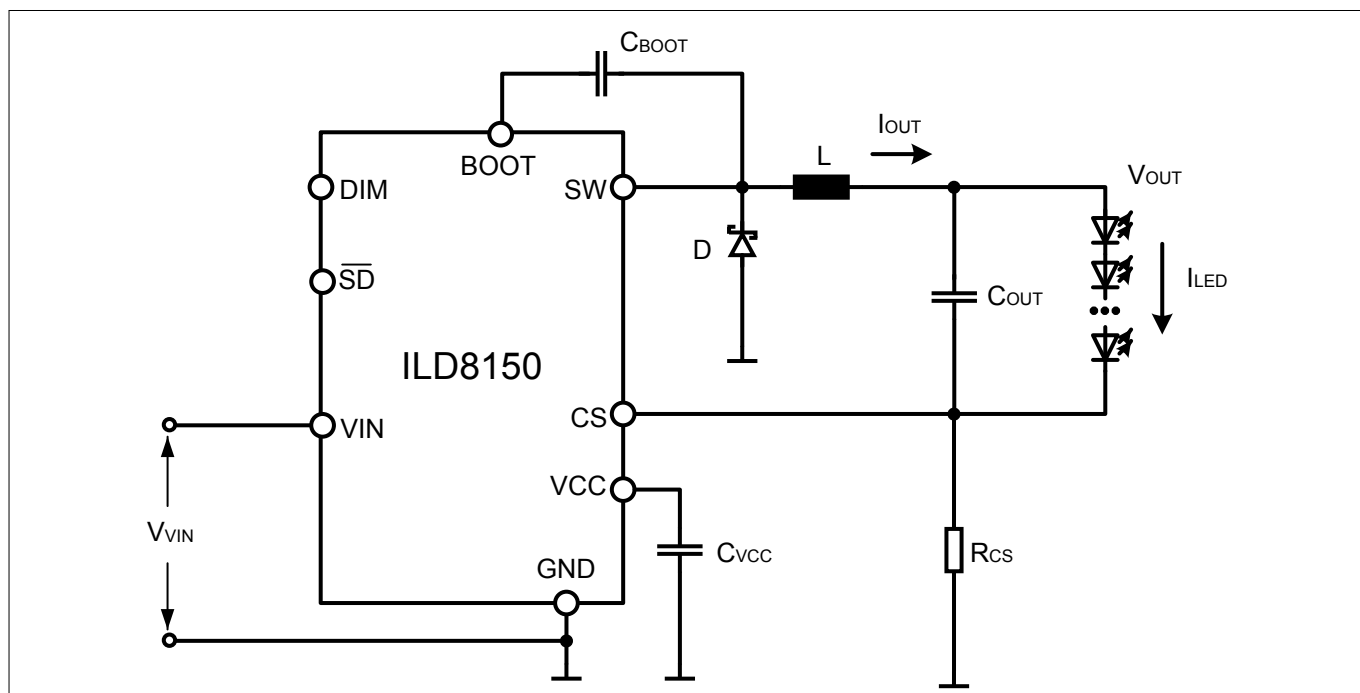 CBOOT
IOUT
BOOT
L
DIM
SW
VOUT
D
SD
ILED
COUT
ILD8150
CS
VIN
VCC
VVIN
CVCC
RCS
GND